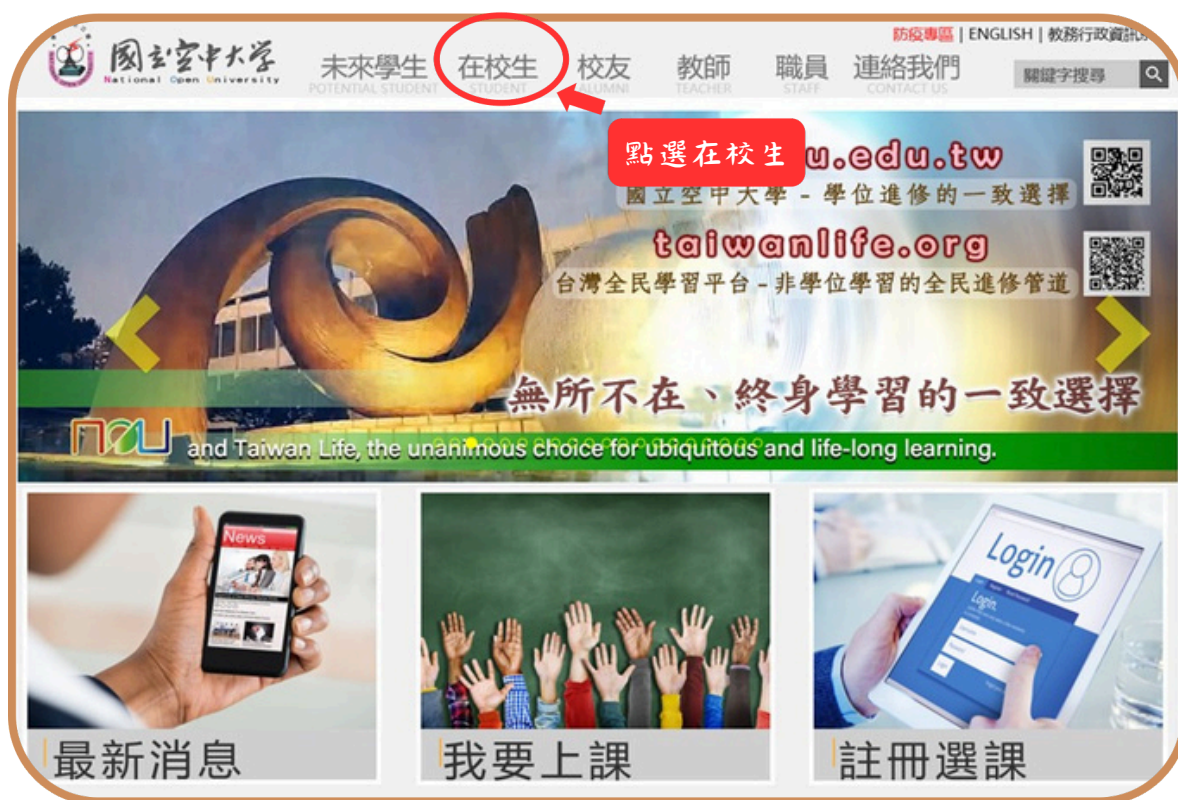 防疫專區 | ENGLISH | 教務行政資訊
國立空中大學
National Open University
未來學生 在校生 校友 教師 職員 連絡我們
POTENTIAL STUDENT STUDENT ALUMNI TEACHER STAFF CONTACT US
關鍵字搜尋
點選在校生
u.edu.tw
國立空中大學 - 學位進修的一致選擇
taiwanlife.org
台灣全民學習平台 - 非學位學習的全民進修管道
無所不在、終身學習的一致選擇
nou and Taiwan Life, the unanimous choice for ubiquitous and life-long learning.
News
Login
Login
Login
最新消息
我要上課
註冊選課